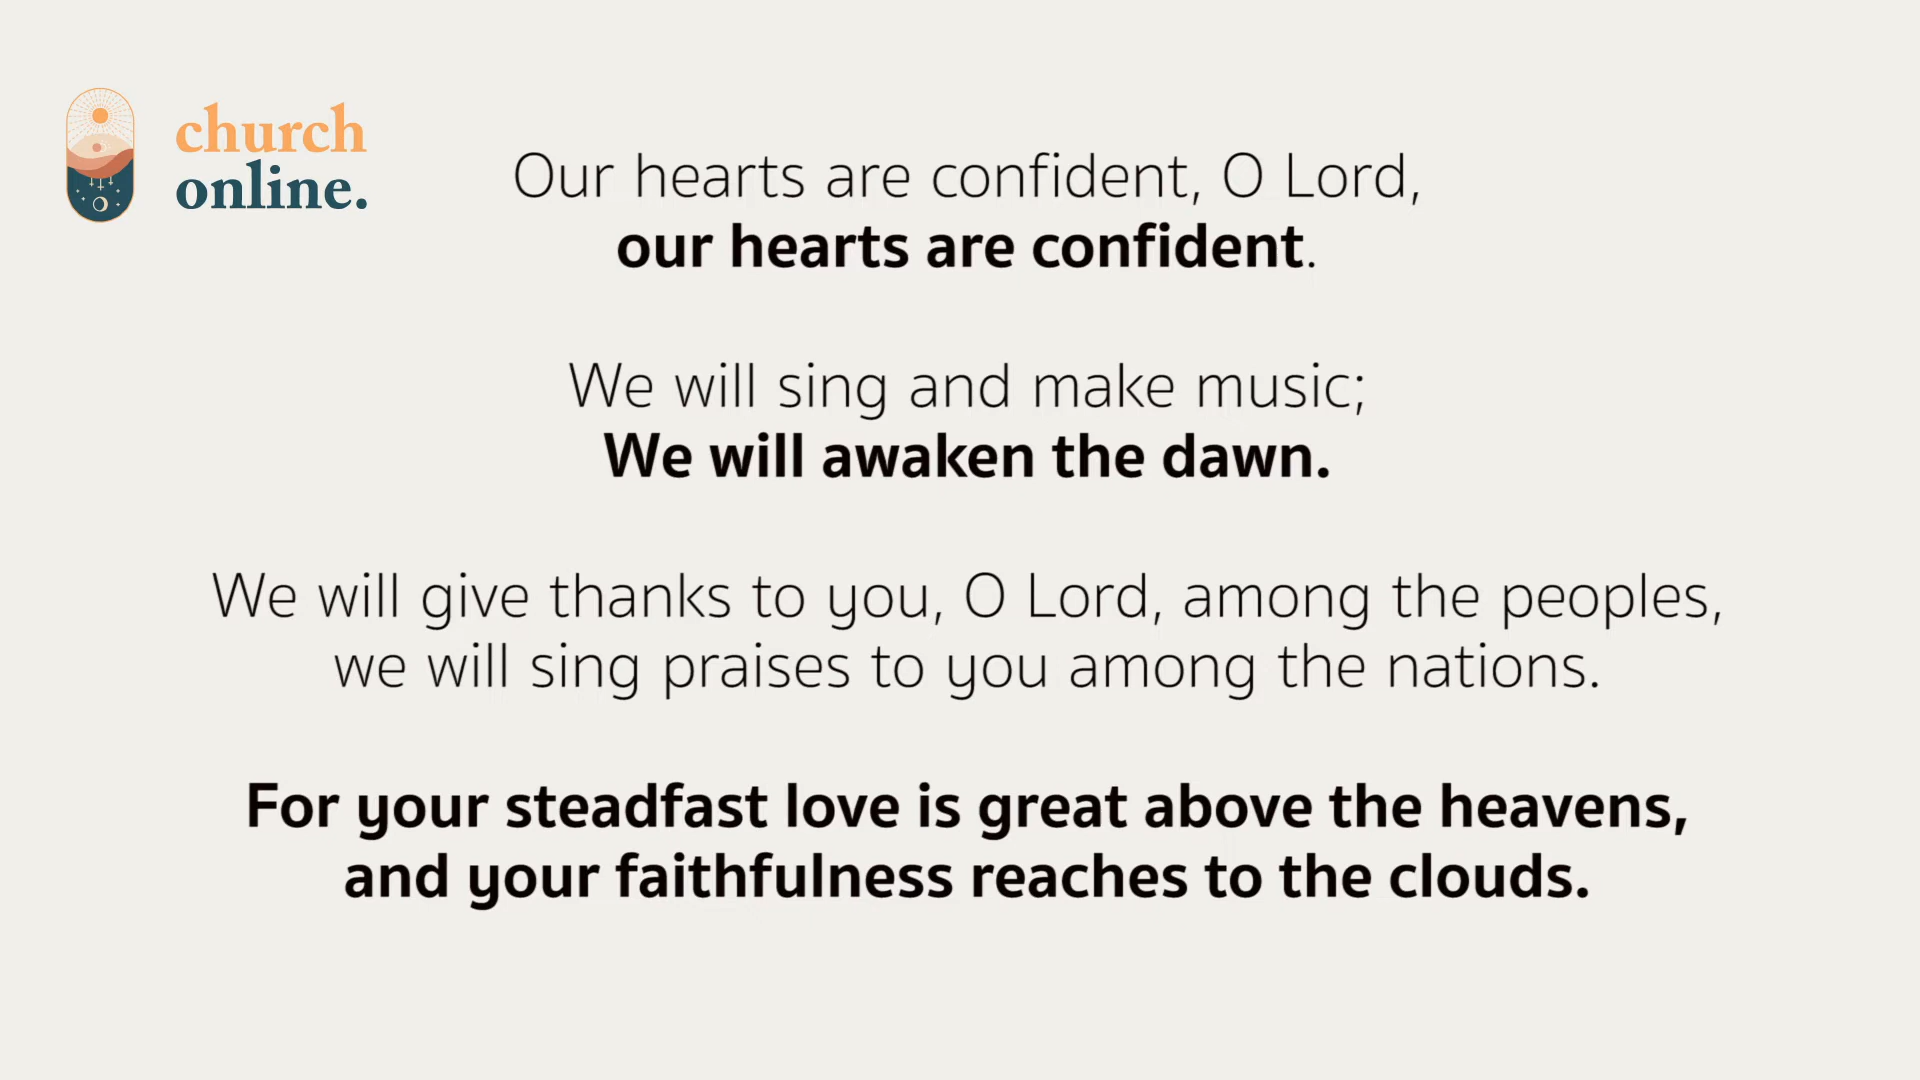 church
online.
Our hearts are confident, O Lord,
our hearts are confident.
We will sing and make music;
We will awaken the dawn.
We will give thanks to you, O Lord, among the peoples,
we will sing praises to you among the nations.
For your steadfast love is great above the heavens,
and your faithfulness reaches to the clouds.